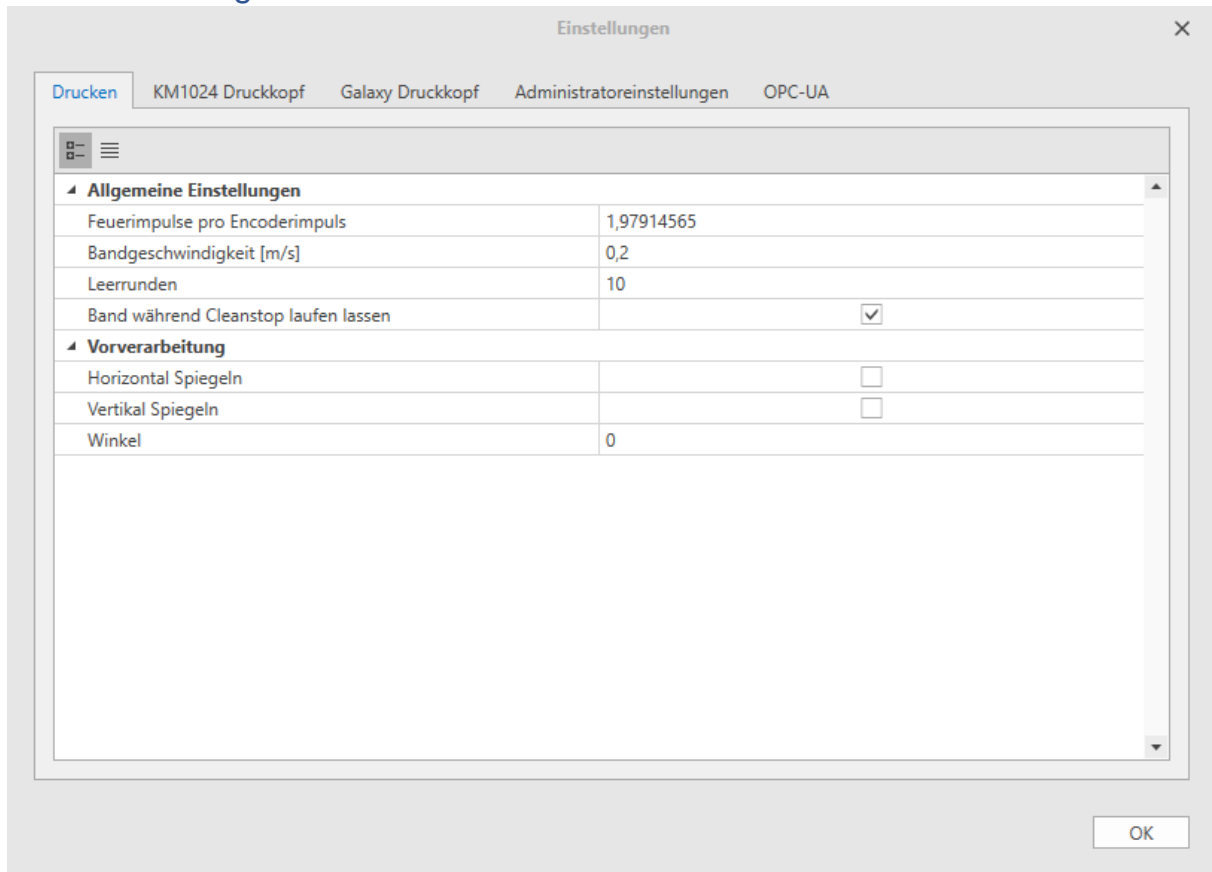 Einstellungen
Drucken KM1024 Druckkopf Galaxy Druckkopf Administratoreinstellungen OPC-UA
Allgemeine Einstellungen
Feuerimpulse pro Encoderimpuls 1,97914565
Bandgeschwindigkeit [m/s] 0,2
Leerrunden 10
Band während Cleanstop laufen lassen
Vorverarbeitung
Horizontal Spiegeln
Vertikal Spiegeln
Winkel 0
OK